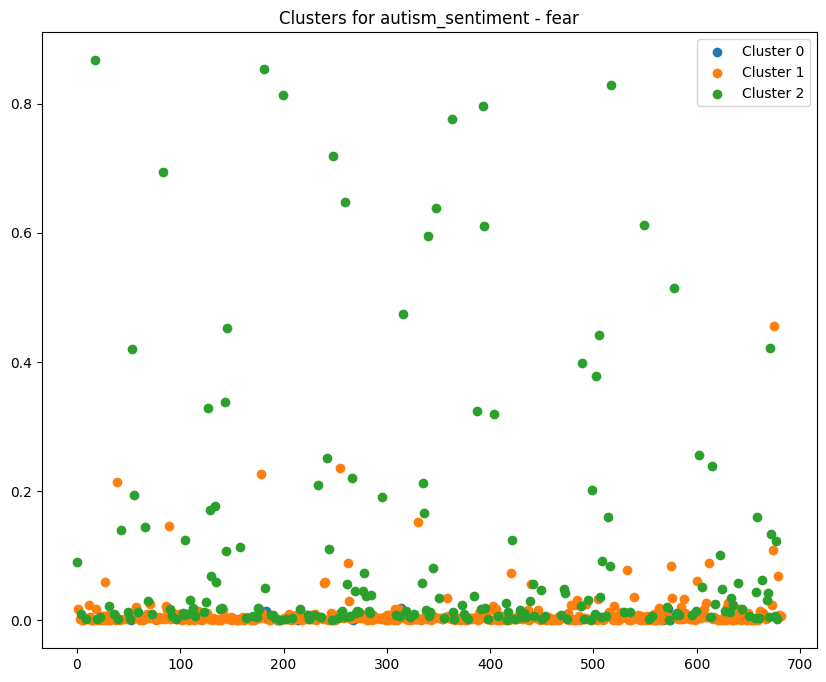 Clusters for autism_sentiment - fear
Cluster 0
Cluster 1
Cluster 2
0.8
0.6
0.4
0.2
0.0
0 100 200 300 400 500 600 700